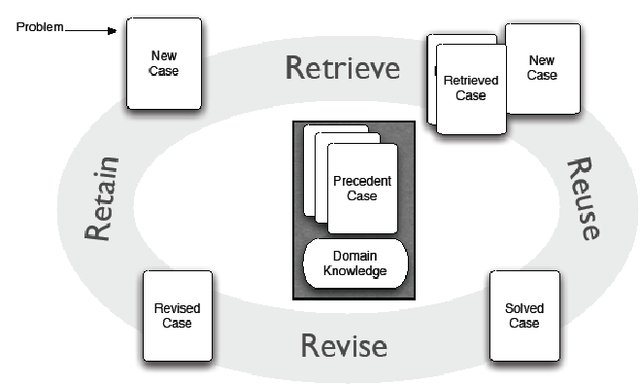 Problem
New
Case
Retrieve
Retrieved
Case
New
Case
Retain
Precedent
Case
Reuse
Domain
Knowledge
Revised
Case
Solved
Case
Revise